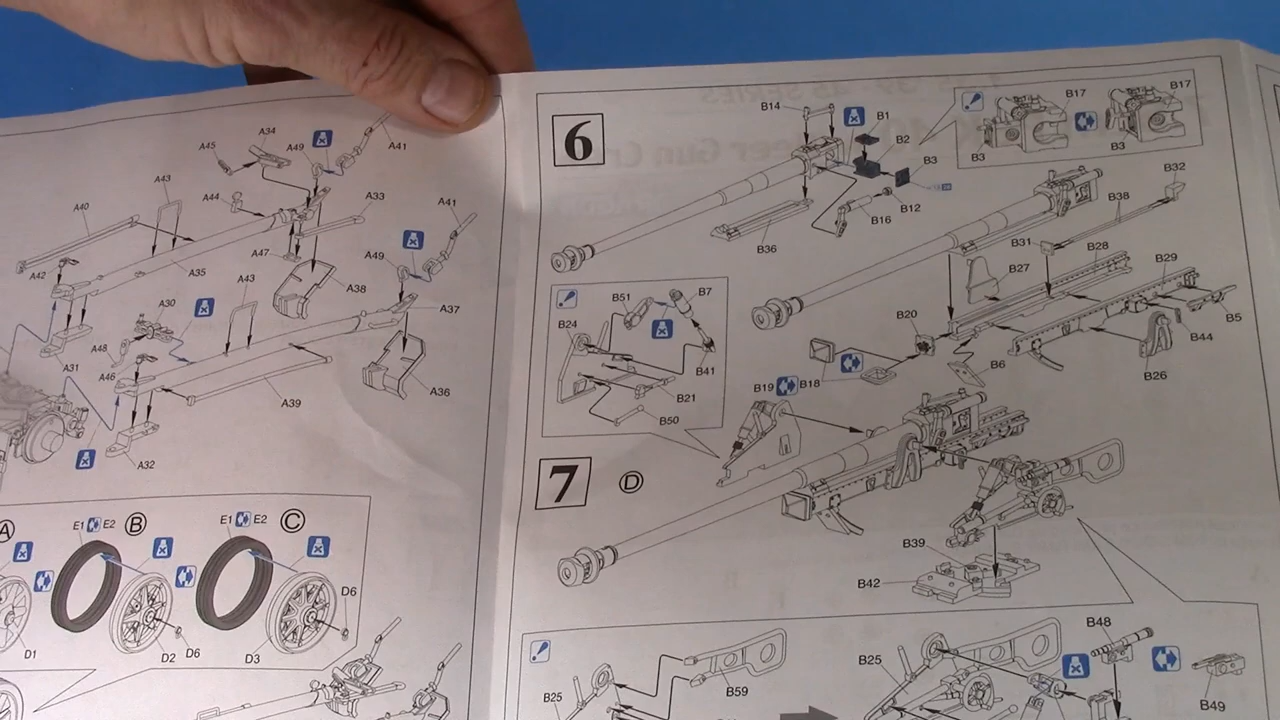 A34
A45
A49
A41
A43
A44
A33
A40
A41
A47
A42
A35
A49
A43
A38
A30
A37
A48
A31
A46
A36
A39
A32
A
E1 E2
B
E1 E2
C
D6
D1
D2
D6
D3
6
B14
B1
B2
B3
B17
B17
B3
B3
B12
B16
B36
B32
B38
B31
B28
B29
B27
B51
B7
B24
B20
B44
B5
B41
B6
B26
B21
B19
B18
B50
7
D
B39
B42
B48
B25
B25
B59
B49